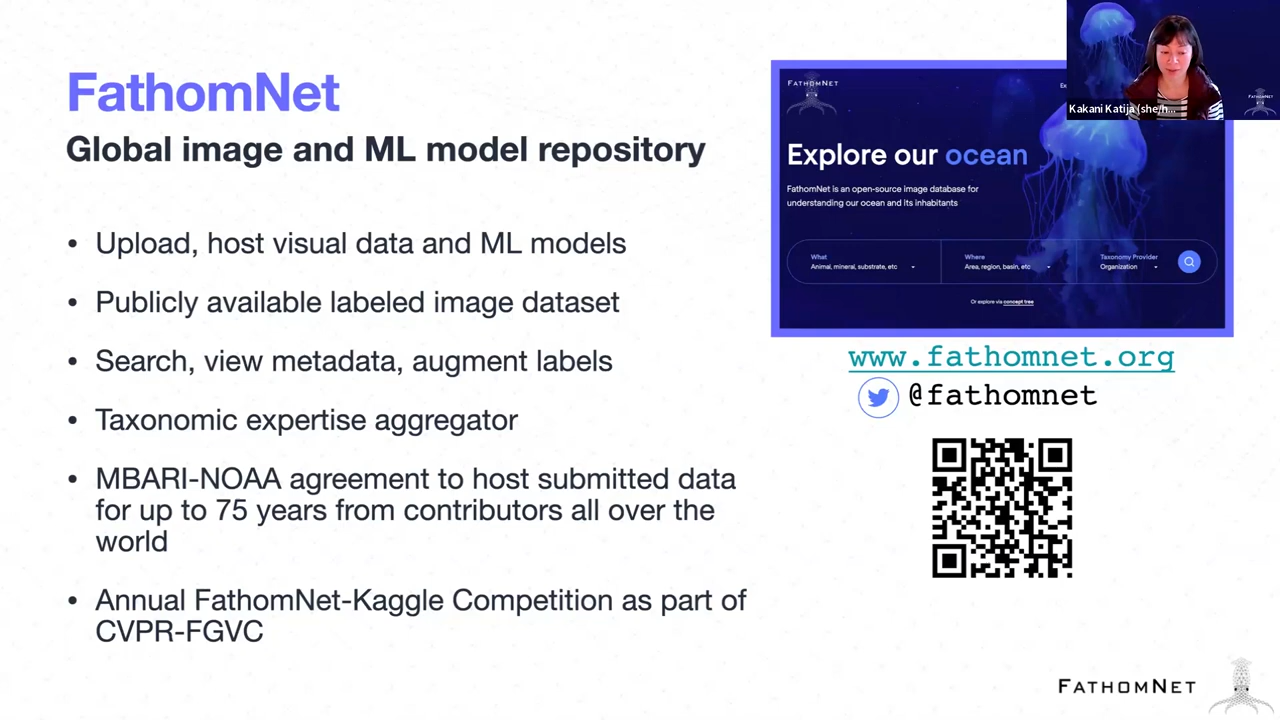 FathomNet
Global image and ML model repository
• Upload, host visual data and ML models
• Publicly available labeled image dataset
• Search, view metadata, augment labels
• Taxonomic expertise aggregator
• MBARI-NOAA agreement to host submitted data
for up to 75 years from contributors all over the
world
• Annual FathomNet-Kaggle Competition as part of
CVPR-FGVC
FATHOMNET
Explore our ocean
FathomNet is an open-source image database for
understanding our ocean and its inhabitants
What
Animal, mineral, substrate, etc
Where
Area, region, basin, etc
Taxonomy Provider
Organization
Or explore via concept tree
Kakani Katija (she/h...
FATHOMNET
www.fathomnet.org
@fathomnet
FATHOMNET